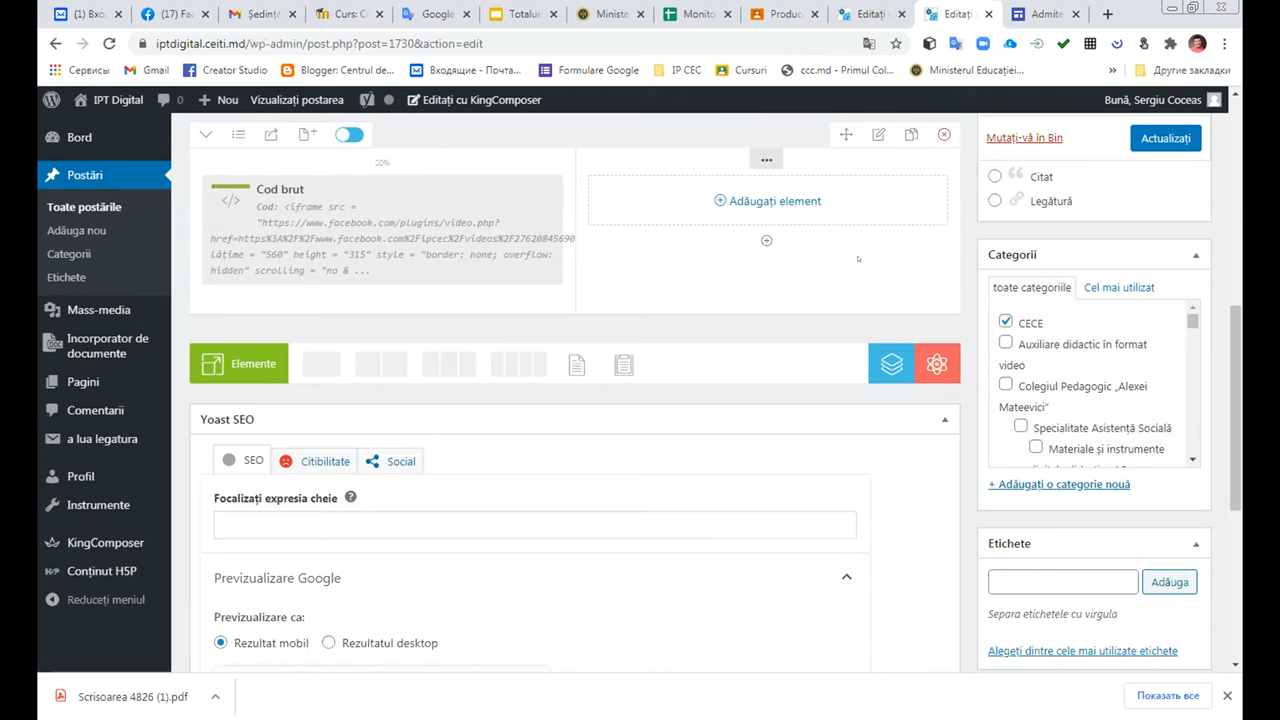 (1) Bxo
(17) Fa
Ședinț
Curs: C
Google
Totalur
Ministe
Monito
Produc
Editați
Editați
Admite
iptdigital.ceiti.md/wp-admin/post.php?post=1730&action=edit
Сервисы
Gmail
Creator Studio
Blogger: Centrul de...
Входящие - Почта...
Formulare Google
IP CEC
Cursuri
ccc.md - Primul Col...
Ministerul Educației...
»
Другие закладки
IPT Digital
0
Nou
Vizualizați postarea
Editați cu KingComposer
Bună, Sergiu Coceas
Bord
Postări
Toate postările
Adăuga nou
Categorii
Etichete
Mass-media
Incorporator de
documente
Pagini
Comentarii
a lua legatura
Profil
Instrumente
KingComposer
Conținut H5P
Reduceți meniul
50%
Cod brut
Cod: <iframe src =
"https://www.facebook.com/plugins/video.php?
href=https%3A%2F%2Fwww.facebook.com%2Fipcec%2Fvideos%2F27620845690
lățime = "560" height = "315" style = "border: none; overflow:
hidden" scrolling = "no & ...
Adăugați element
Elemente
Yoast SEO
SEO
Citibilitate
Social
Focalizați expresia cheie
Previzualizare Google
Previzualizare ca:
Rezultat mobil
Rezultatul desktop
Mutați-vă în Bin
Actualizați
Citat
Legătură
Categorii
toate categoriile
Cel mai utilizat
CECE
Auxiliare didactic în format
video
Colegiul Pedagogic „Alexei
Mateevici”
Specialitate Asistență Socială
Materiale și instrumente
+ Adăugați o categorie nouă
Etichete
Adăuga
Separa etichetele cu virgula
Alegeți dintre cele mai utilizate etichete
Scrisoarea 4826 (1).pdf
Показать все